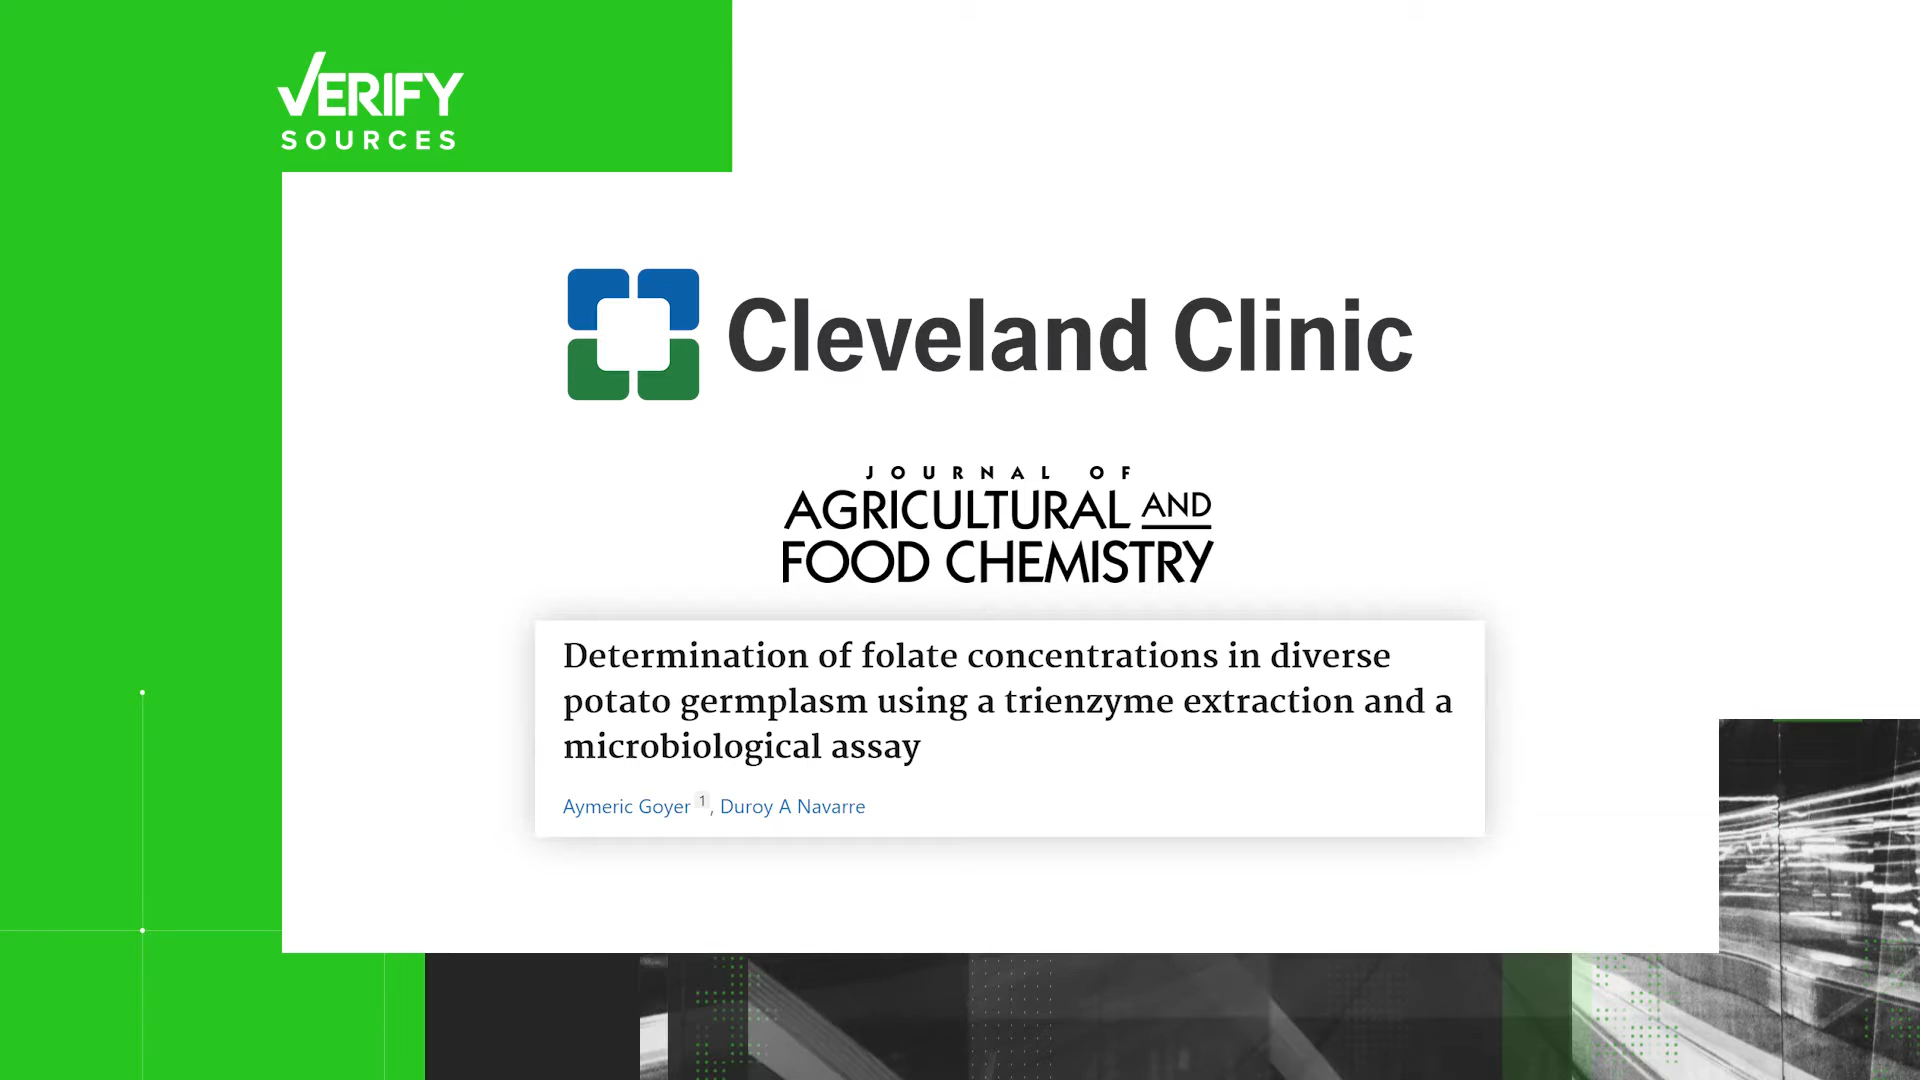 VERIFY
SOURCES
Cleveland Clinic
JOURNAL OF
AGRICULTURAL AND
FOOD CHEMISTRY
Determination of folate concentrations in diverse
potato germplasm using a trienzyme extraction and a
microbiological assay
Aymeric Goyer 1, Duroy A Navarre